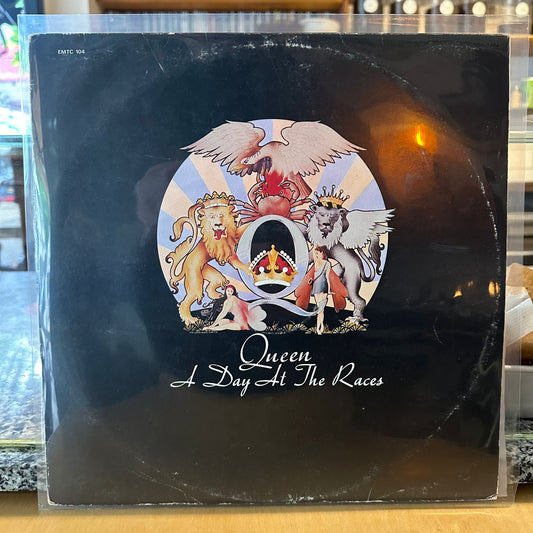 EMTC 104
Q
Queen
A Day At The Races